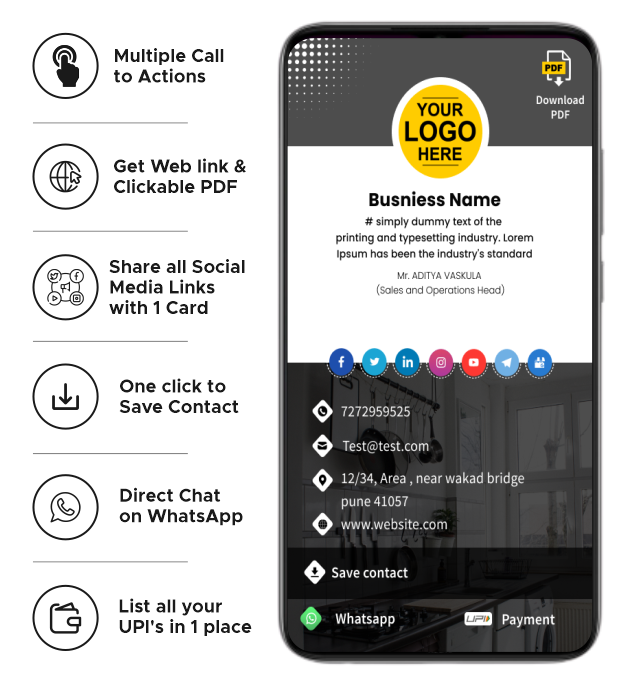 Multiple Call
to Actions
Get Web link &
Clickable PDF
Share all Social
Media Links
with 1 Card
One click to
Save Contact
Direct Chat
on WhatsApp
List all your
UPI's in 1 place
PDF
Download
PDF
YOUR
LOGO
HERE
Busniess Name
# simply dummy text of the
printing and typesetting industry. Lorem
Ipsum has been the industry's standard
Mr. ADITYA VASKULA
(Sales and Operations Head)
7272959525
Test@test.com
12/34, Area , near wakad bridge
pune 41057
www.website.com
Save contact
Whatsapp
UPI Payment